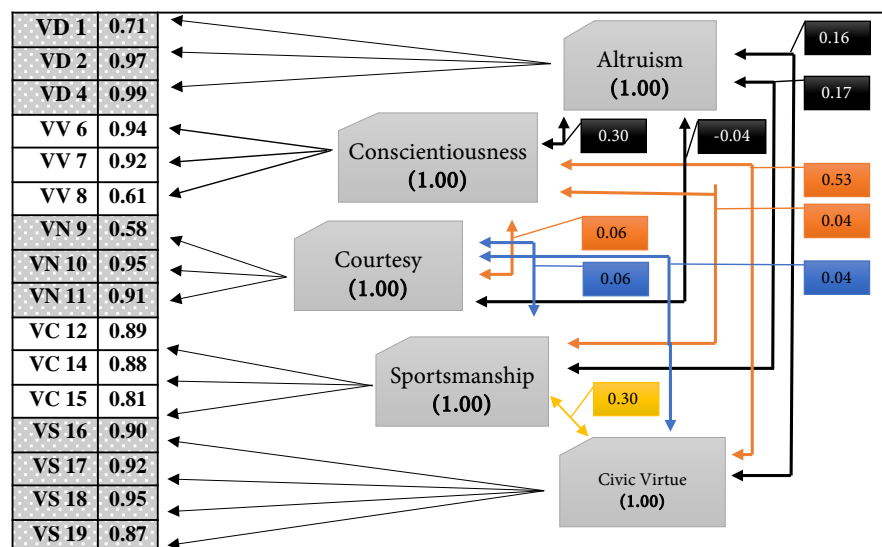 VD 1 0.71
VD 2 0.97
VD 4 0.99
VV 6 0.94
VV 7 0.92
VV 8 0.61
VN 9 0.58
VN 10 0.95
VN 11 0.91
VC 12 0.89
VC 14 0.88
VC 15 0.81
VS 16 0.90
VS 17 0.92
VS 18 0.95
VS 19 0.87
Altruism
(1.00)
0.16
0.17
Conscientiousness
(1.00)
0.30
-0.04
0.53
0.04
Courtesy
(1.00)
0.06
0.06
0.04
Sportsmanship
(1.00)
0.30
Civic Virtue
(1.00)